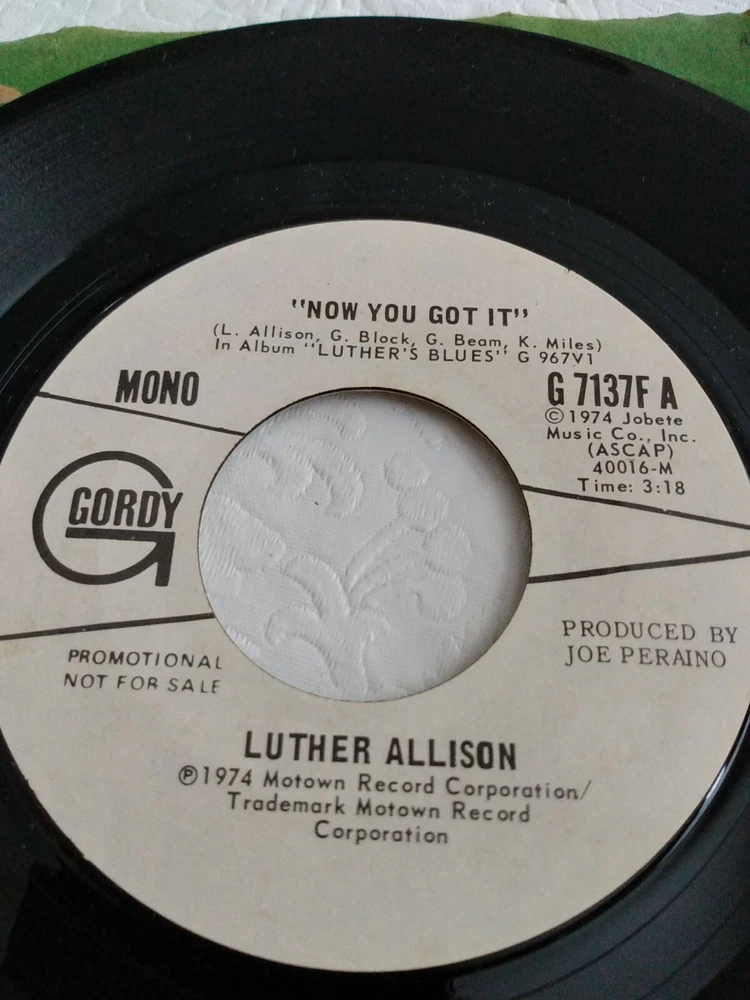 "NOW YOU GOT IT"
(L. Allison, G. Block, G. Beam, K. Miles)
In Album "LUTHER'S BLUES" G 967V1
MONO
G 7137F A
©1974 Jobete
Music Co., Inc.
(ASCAP)
40016-M
Time: 3:18
GORDY
PROMOTIONAL
NOT FOR SALE
PRODUCED BY
JOE PERAINO
LUTHER ALLISON
℗1974 Motown Record Corporation/
Trademark Motown Record
Corporation